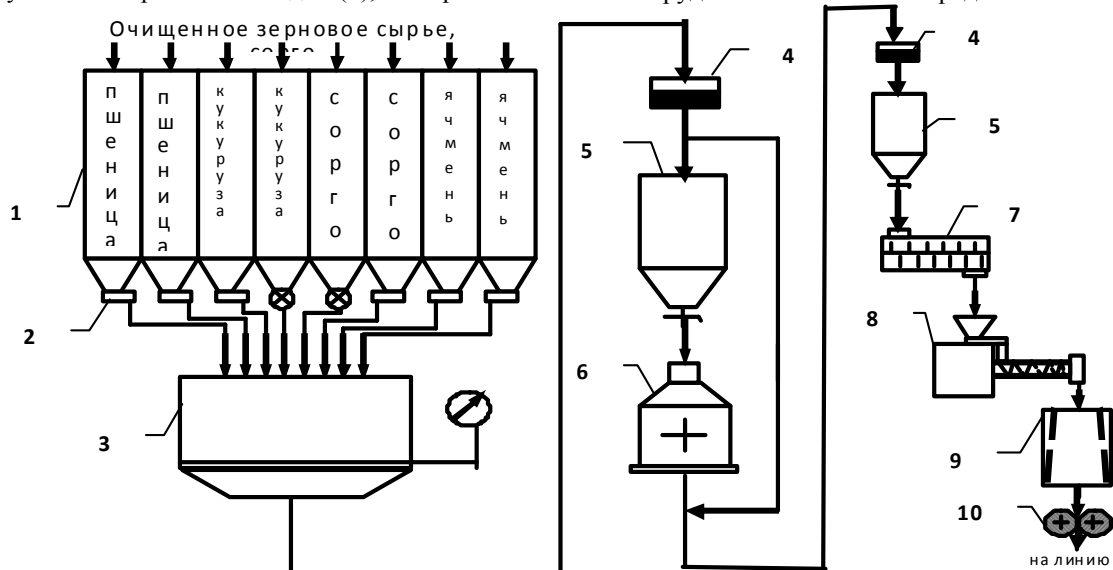 Очищенное зерновое сырье,
пшеница
пшеница
кукуруза
кукуруза
сорго
сорго
ячмень
ячмень
1
2
3
4
5
6
4
5
7
8
9
10
на линию